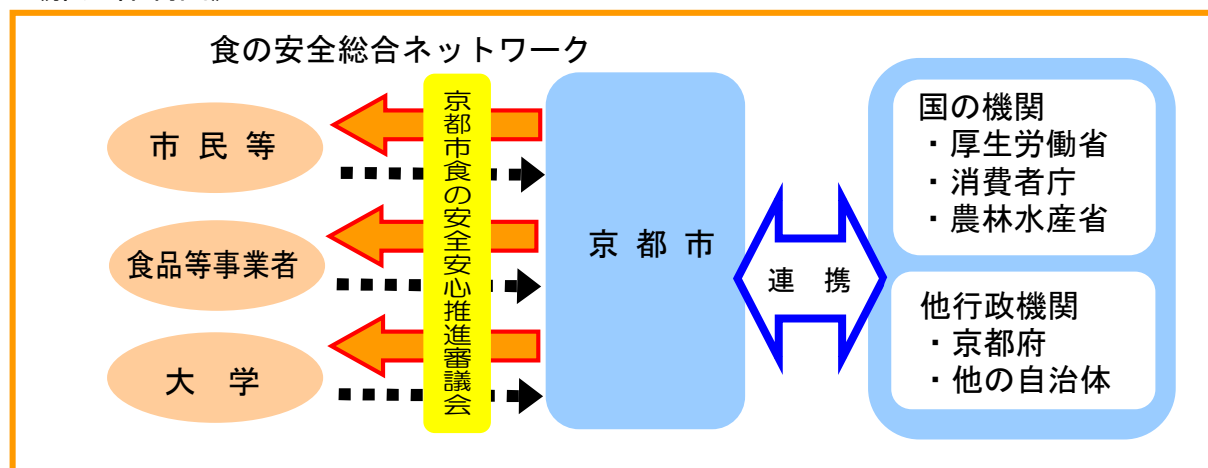 食の安全総合ネットワーク
市民等
食品等事業者
大学
京都市食の安全安心推進審議会
京都市
連携
国の機関
・厚生労働省
・消費者庁
・農林水産省
他行政機関
・京都府
・他の自治体